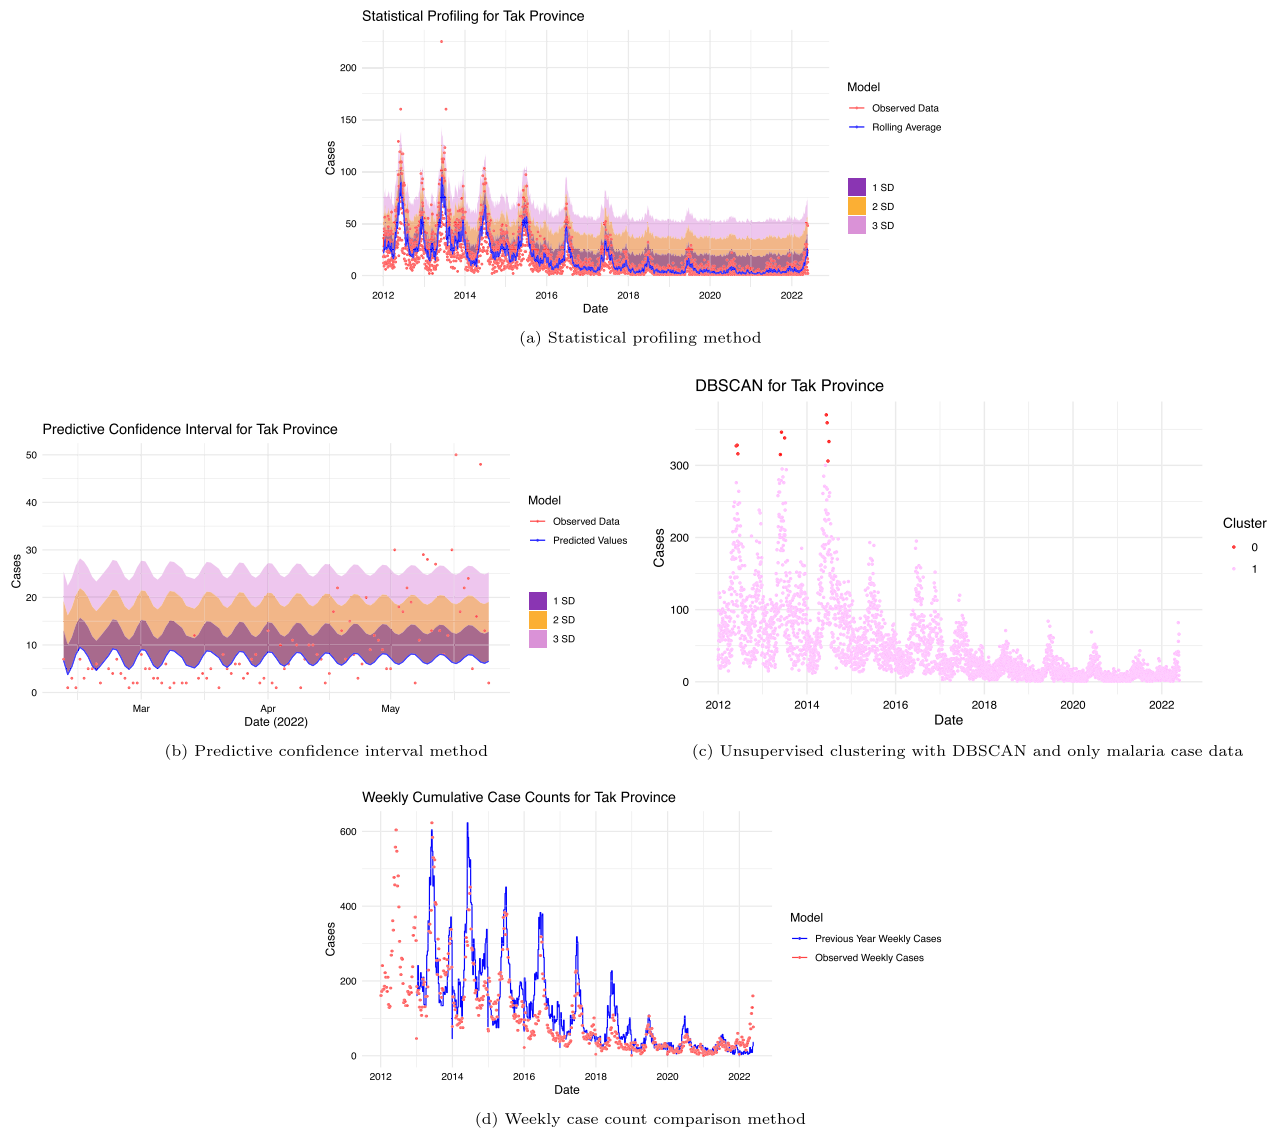 Statistical Profiling for Tak Province
Cases
200
150
100
50
0
2012 2014 2016 2018 2020 2022
Date
Model
Observed Data
Rolling Average
1 SD
2 SD
3 SD
(a) Statistical profiling method
Predictive Confidence Interval for Tak Province
Cases
50
40
30
20
10
0
Mar Apr May
Date (2022)
Model
Observed Data
Predicted Values
1 SD
2 SD
3 SD
(b) Predictive confidence interval method
DBSCAN for Tak Province
Cases
300
200
100
0
2012 2014 2016 2018 2020 2022
Date
Cluster
0
1
(c) Unsupervised clustering with DBSCAN and only malaria case data
Weekly Cumulative Case Counts for Tak Province
Cases
600
400
200
0
2012 2014 2016 2018 2020 2022
Date
Model
Previous Year Weekly Cases
Observed Weekly Cases
(d) Weekly case count comparison method